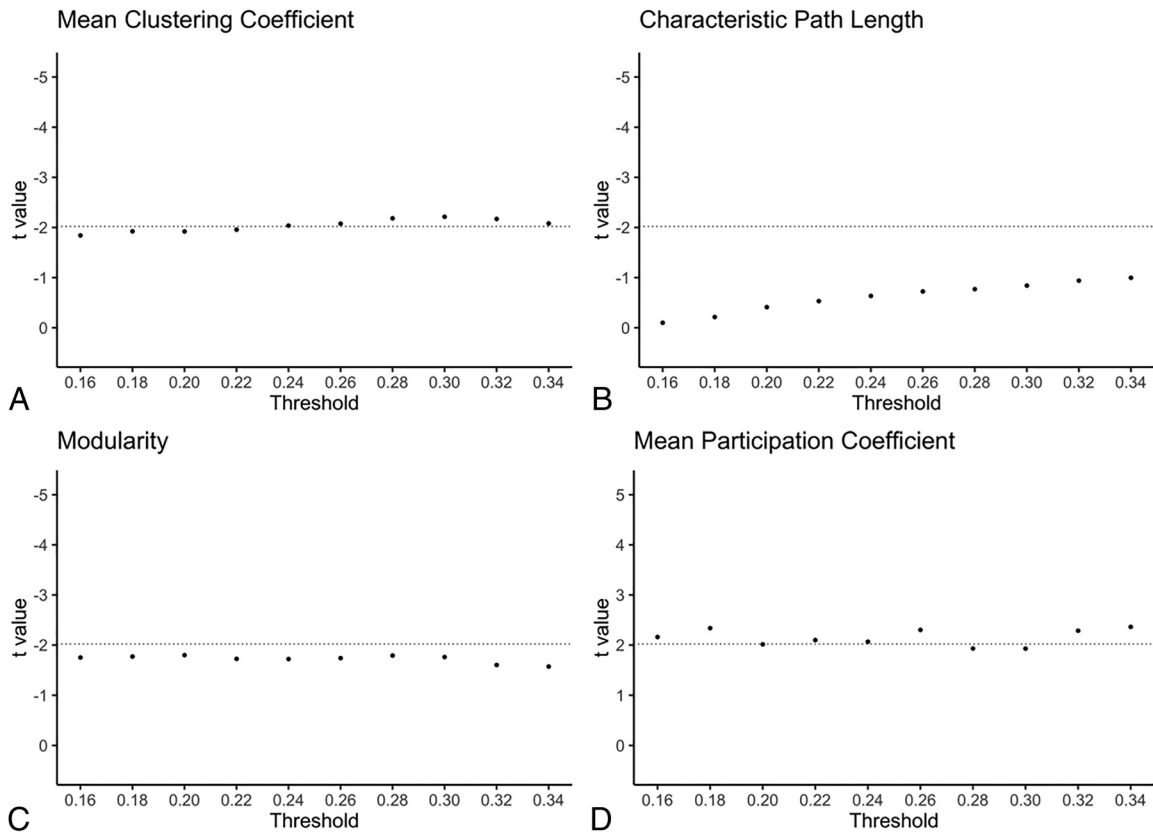 Mean Clustering Coefficient
-5
-4
-3
-2
-1
0
t value
0.16 0.18 0.20 0.22 0.24 0.26 0.28 0.30 0.32 0.34
Threshold
A
Characteristic Path Length
-5
-4
-3
-2
-1
0
t value
0.16 0.18 0.20 0.22 0.24 0.26 0.28 0.30 0.32 0.34
Threshold
B
Modularity
-5
-4
-3
-2
-1
0
t value
0.16 0.18 0.20 0.22 0.24 0.26 0.28 0.30 0.32 0.34
Threshold
C
Mean Participation Coefficient
5
4
3
2
1
0
t value
0.16 0.18 0.20 0.22 0.24 0.26 0.28 0.30 0.32 0.34
Threshold
D